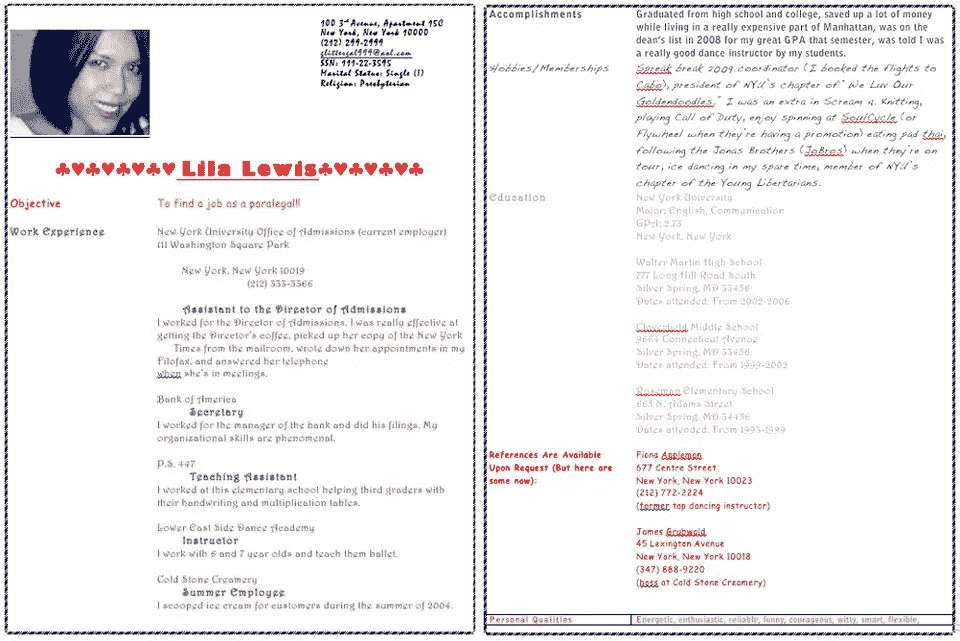 100 3rd Avenue, Apartment 15C
New York, New York 10000
(212) 299-2999
glittergal999@aol.com
SSN: 111-22-3595
Marital Status: Single (!)
Religion: Presbyterian
♣♥♣♥♣♥♣♥ Lila Lewis♣♥♣♥♣♥♣
Objective
To find a job as a paralegal!!
Work Experience
New York University Office of Admissions (current employer)
111 Washington Square Park
New York, New York 10019
(212) 333-3366
Assistant to the Director of Admissions
I worked for the Director of Admissions. I was really effective at
getting the Director's coffee, picked up her copy of the New York
Times from the mailroom, wrote down her appointments in my
Filofax, and answered her telephone
when she's in meetings.
Bank of America
Secretary
I worked for the manager of the bank and did his filings. My
organizational skills are phenomenal.
P.S. 447
Teaching Assistant
I worked at this elementary school helping third graders with
their handwriting and multiplication tables.
Lower East Side Dance Academy
Instructor
I work with 6 and 7 year olds and teach them ballet.
Cold Stone Creamery
Summer Employee
I scooped ice cream for customers during the summer of 2004.
Accomplishments
Graduated from high school and college, saved up a lot of money
while living in a really expensive part of Manhattan, was on the
dean's list in 2008 for my great GPA that semester, was told I was
a really good dance instructor by my students.
Hobbies/Memberships
Spreak break 2009 coordinator (I booked the flights to
Cabo), president of NYU's chapter of "We Luv Our
Goldendoodles," I was an extra in Scream 4. Knitting,
playing Call of Duty, enjoy spinning at SoulCycle (or
Flywheel when they're having a promotion) eating pad thai,
following the Jonas Brothers (JoBros) when they're on
tour, ice dancing in my spare time, member of NYU's
chapter of the Young Libertarians.
Education
New York University
Major: English, Communication
GPA: 2.73
New York, New York
Walter Martin High School
777 Long Hill Road South
Silver Spring, MD 33456
Dates attended: From 2002-2006
Cloverfield Middle School
9664 Connecticut Avenue
Silver Spring, MD 33456
Dates attended: From 1999-2002
Roseman Elementary School
663 N. Adams Street
Silver Spring, MD 34456
Dates attended: From 1995-1999
References Are Available
Upon Request (But here are
some now):
Fiona Appleman
677 Centre Street
New York, New York 10023
(212) 772-2224
(former tap dancing instructor)
James Grubwald
45 Lexington Avenue
New York, New York 10018
(347) 888-9220
(boss at Cold Stone Creamery)
Personal Qualities
Energetic, enthusiastic, reliable, funny, courageous, witty, smart, flexible,